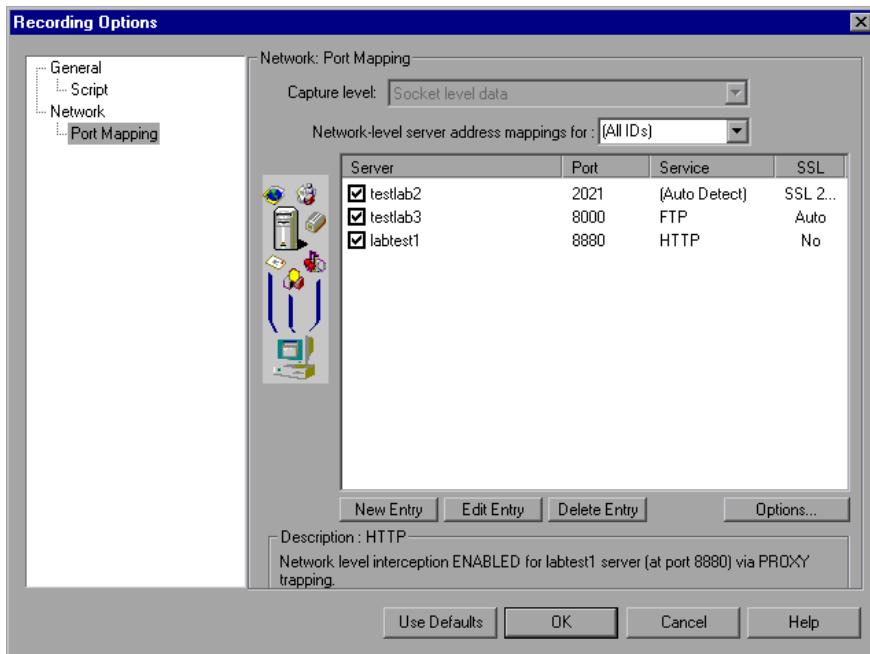 Recording Options
General
Script
Network
Port Mapping
Network: Port Mapping
Capture level: Socket level data
Network-level server address mappings for : (All IDs)
Server Port Service SSL
testlab2 2021 (Auto Detect) SSL 2...
testlab3 8000 FTP Auto
labtest1 8880 HTTP No
New Entry Edit Entry Delete Entry Options...
Description : HTTP
Network level interception ENABLED for labtest1 server (at port 8880) via PROXY
trapping.
Use Defaults OK Cancel Help